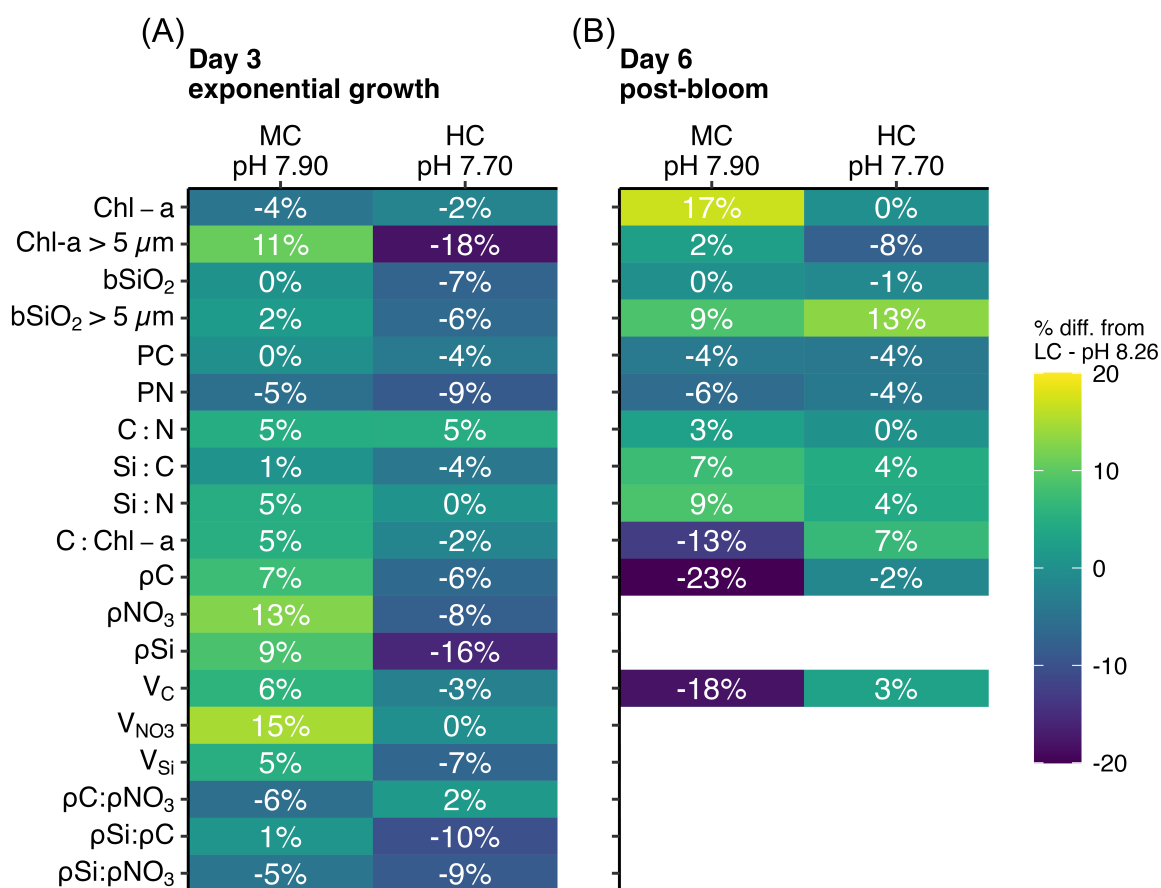 (A) (B)
Day 3 Day 6
exponential growth post-bloom
MC HC MC HC
pH 7.90 pH 7.70 pH 7.90 pH 7.70
Chl – a -4% -2% 17% 0%
Chl-a > 5 µm 11% -18% 2% -8%
bSiO₂ 0% -7% 0% -1%
bSiO₂ > 5 µm 2% -6% 9% 13%
PC 0% -4% -4% -4%
PN -5% -9% -6% -4%
C : N 5% 5% 3% 0%
Si : C 1% -4% 7% 4%
Si : N 5% 0% 9% 4%
C : Chl – a 5% -2% -13% 7%
ρC 7% -6% -23% -2%
ρNO₃ 13% -8%
ρSi 9% -16%
V_C 6% -3% -18% 3%
V_NO3 15% 0%
V_Si 5% -7%
ρC:ρNO₃ -6% 2%
ρSi:ρC 1% -10%
ρSi:ρNO₃ -5% -9%
% diff. from
LC - pH 8.26
20
10
0
-10
-20